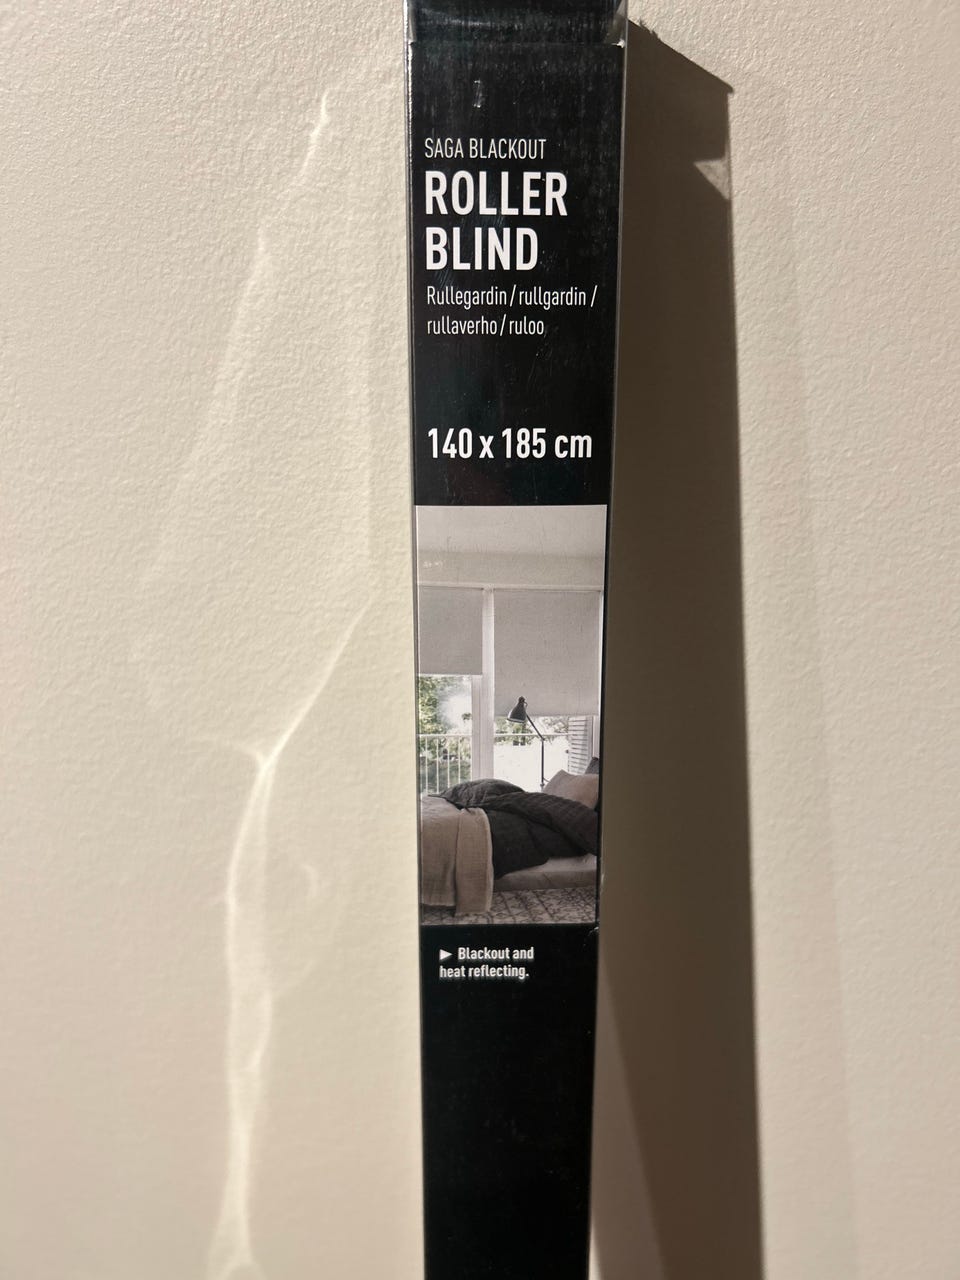 SAGA BLACKOUT
ROLLER
BLIND
Rullegardin / rullgardin /
rullaverho / ruloo
140 x 185 cm
► Blackout and
heat reflecting.